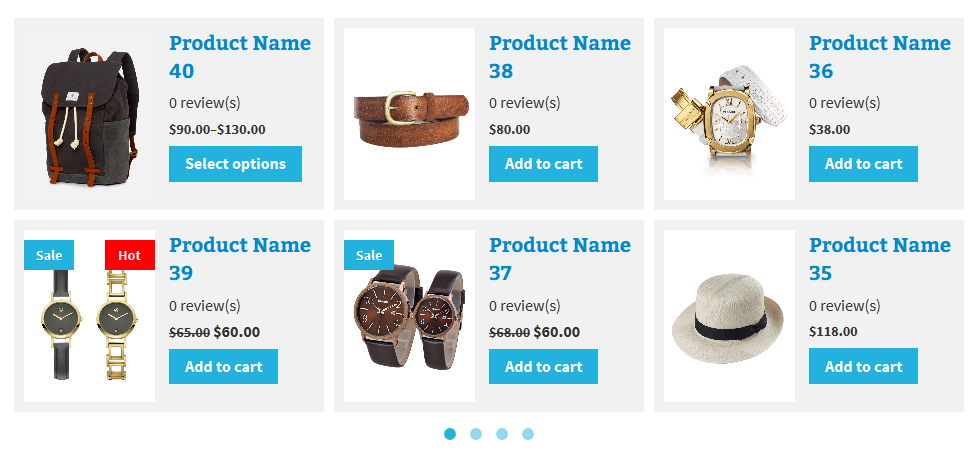 Product Name
40
0 review(s)
$90.00–$130.00
Select options
Product Name
38
0 review(s)
$80.00
Add to cart
Product Name
36
0 review(s)
$38.00
Add to cart
Sale
Hot
Product Name
39
0 review(s)
$65.00 $60.00
Add to cart
Sale
Product Name
37
0 review(s)
$68.00 $60.00
Add to cart
Product Name
35
0 review(s)
$118.00
Add to cart